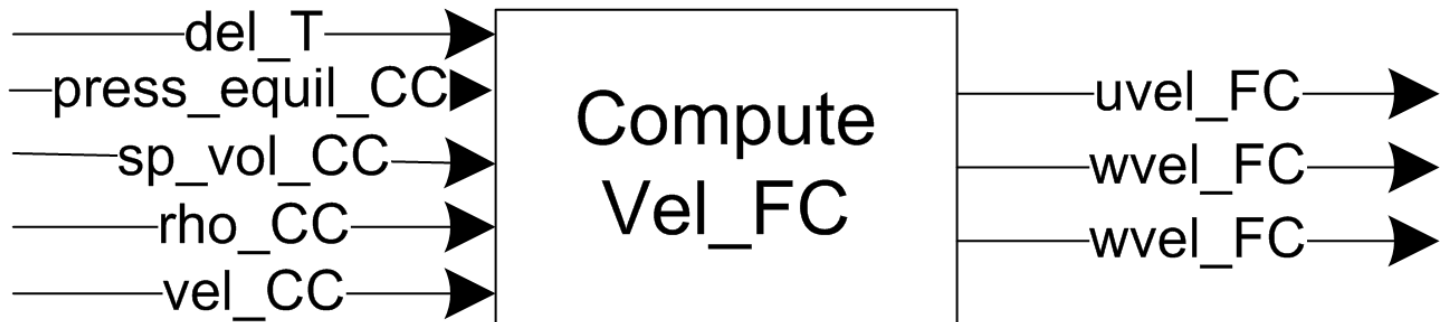 del_T
press_equil_CC
sp_vol_CC
rho_CC
vel_CC
Compute
Vel_FC
uvel_FC
wvel_FC
wvel_FC